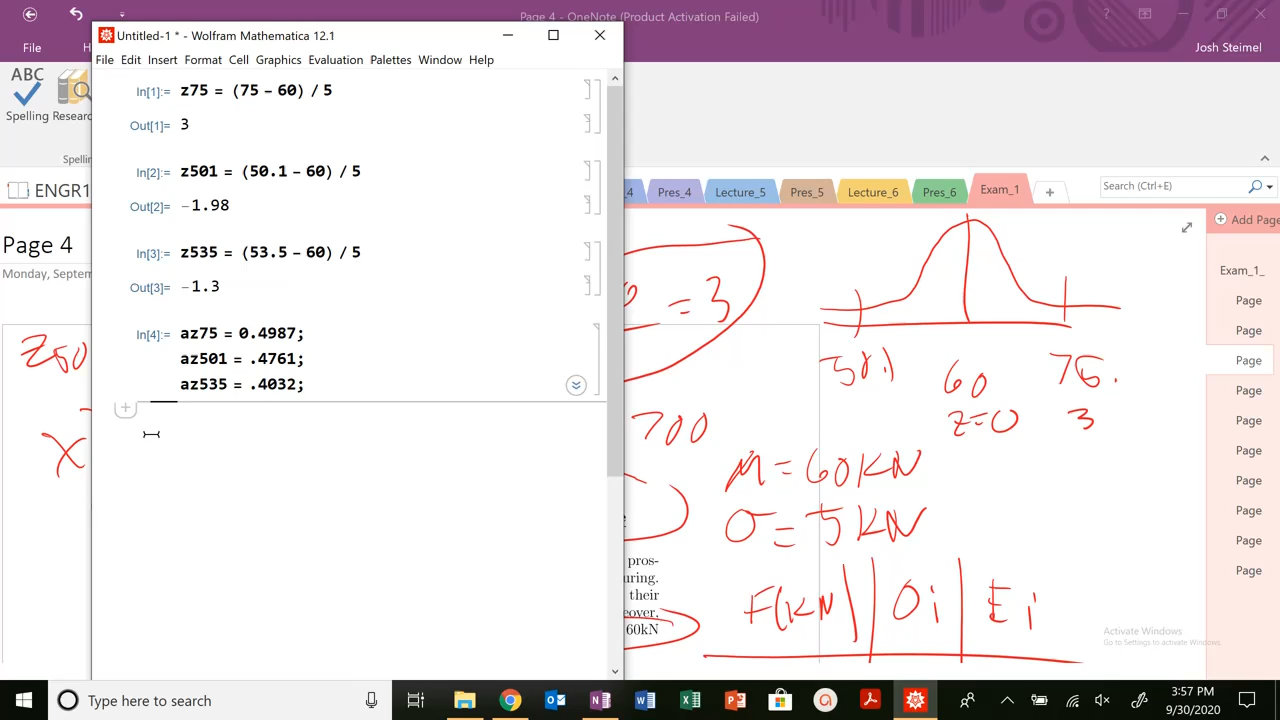 Page 4 - OneNote (Product Activation Failed)
File
Josh Steimel
ABC
Spelling Resear
Spelli
Untitled-1 * - Wolfram Mathematica 12.1
File Edit Insert Format Cell Graphics Evaluation Palettes Window Help
In[1]:= z75 = (75 – 60) / 5
Out[1]= 3
In[2]:= z501 = (50.1 – 60) / 5
Out[2]= –1.98
In[3]:= z535 = (53.5 – 60) / 5
Out[3]= –1.3
In[4]:= az75 = 0.4987;
az501 = .4761;
az535 = .4032;
ENGR1
_4 Pres_4 Lecture_5 Pres_5 Lecture_6 Pres_6 Exam_1
Search (Ctrl+E)
Add Page
Page 4
Monday, Septem
Exam_1_
Page
Page
Page
Page
Page
Page
Page
Page
Page
Page
= 3
60 75.
z=0 3
700
μ = 60kN
σ = 5kN
pros-
uring.
their
eover,
60kN
F(kN) Oi Ei
Activate Windows
Go to Settings to activate Windows.
Type here to search
3:57 PM
9/30/2020